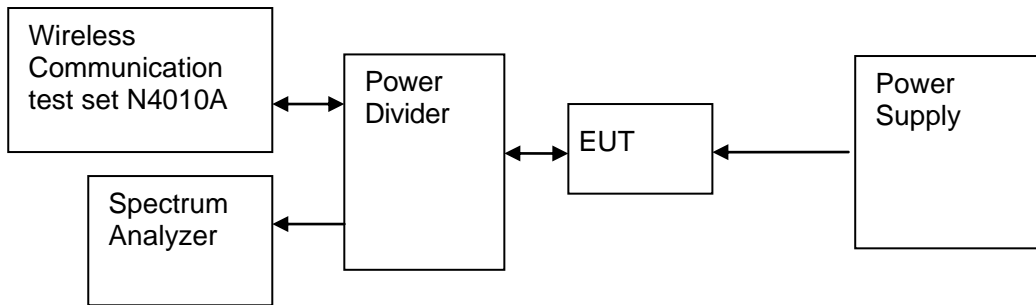 Wireless
Communication
test set N4010A
Power
Divider
Power
Supply
EUT
Spectrum
Analyzer